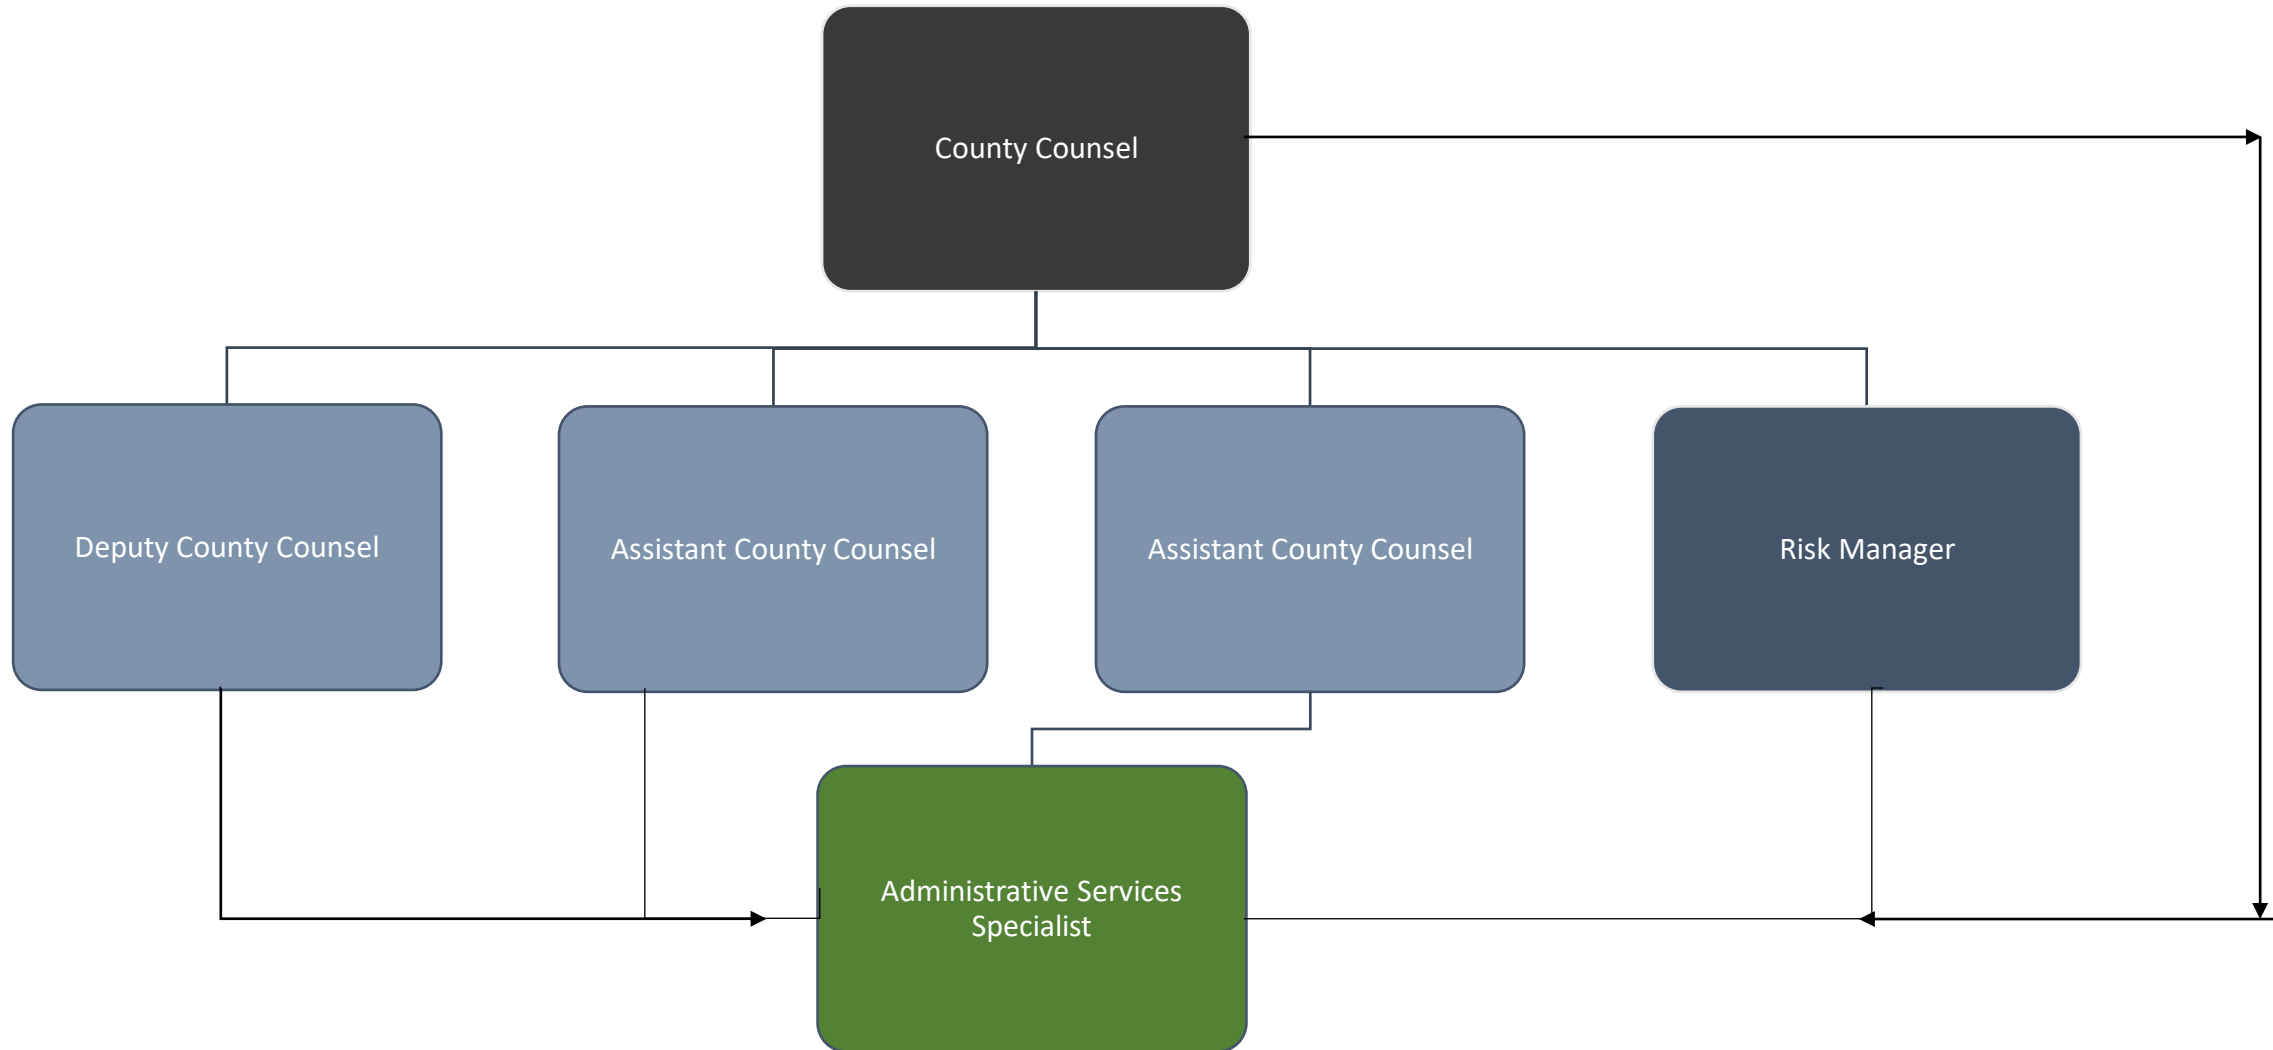 County Counsel
Deputy County Counsel
Assistant County Counsel
Assistant County Counsel
Risk Manager
Administrative Services
Specialist